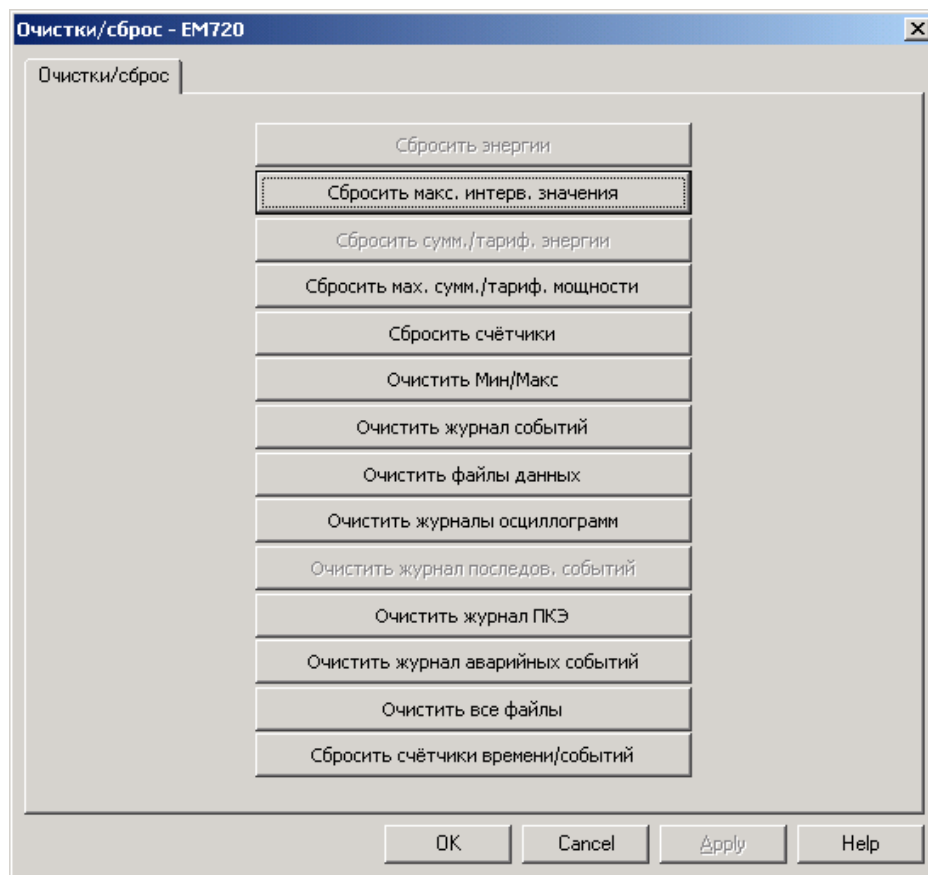 Очистки/сброс - EM720
Очистки/сброс
Сбросить энергии
Сбросить макс. интерв. значения
Сбросить сумм./тариф. энергии
Сбросить мах. сумм./тариф. мощности
Сбросить счётчики
Очистить Мин/Макс
Очистить журнал событий
Очистить файлы данных
Очистить журналы осциллограмм
Очистить журнал последов. событий
Очистить журнал ПКЭ
Очистить журнал аварийных событий
Очистить все файлы
Сбросить счётчики времени/событий
OK Cancel Apply Help